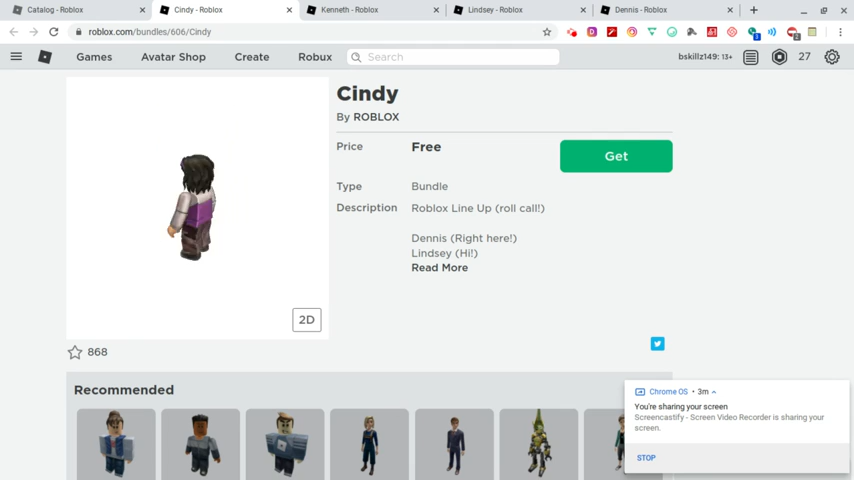 Catalog - Roblox
Cindy - Roblox
Kenneth - Roblox
Lindsey - Roblox
Dennis - Roblox
roblox.com/bundles/606/Cindy
Games
Avatar Shop
Create
Robux
Search
bskillz149: 13+
27
Cindy
By ROBLOX
Price
Free
Get
Type
Bundle
Description
Roblox Line Up (roll call!)
Dennis (Right here!)
Lindsey (Hi!)
Read More
2D
868
Recommended
Chrome OS • 3m
You're sharing your screen
Screencastify - Screen Video Recorder is sharing your
screen.
STOP